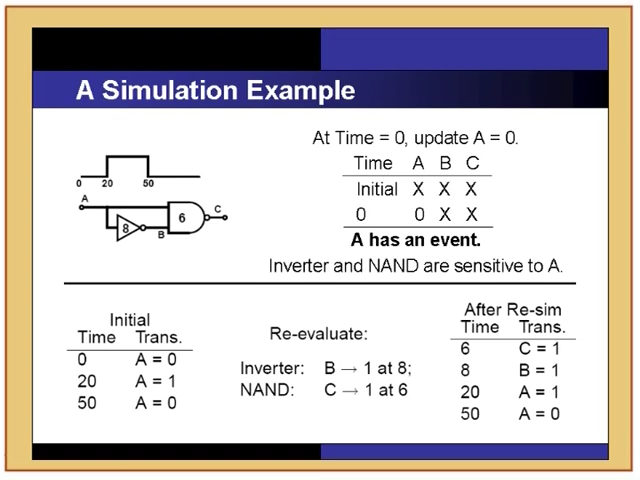 A Simulation Example
At Time = 0, update A = 0.
Time A B C
Initial X X X
0 0 X X
A has an event.
Inverter and NAND are sensitive to A.
0 20 50
A
8
B
6
C
Initial
Time Trans.
0 A = 0
20 A = 1
50 A = 0
Re-evaluate:
Inverter: B → 1 at 8;
NAND: C → 1 at 6
After Re-sim
Time Trans.
6 C = 1
8 B = 1
20 A = 1
50 A = 0